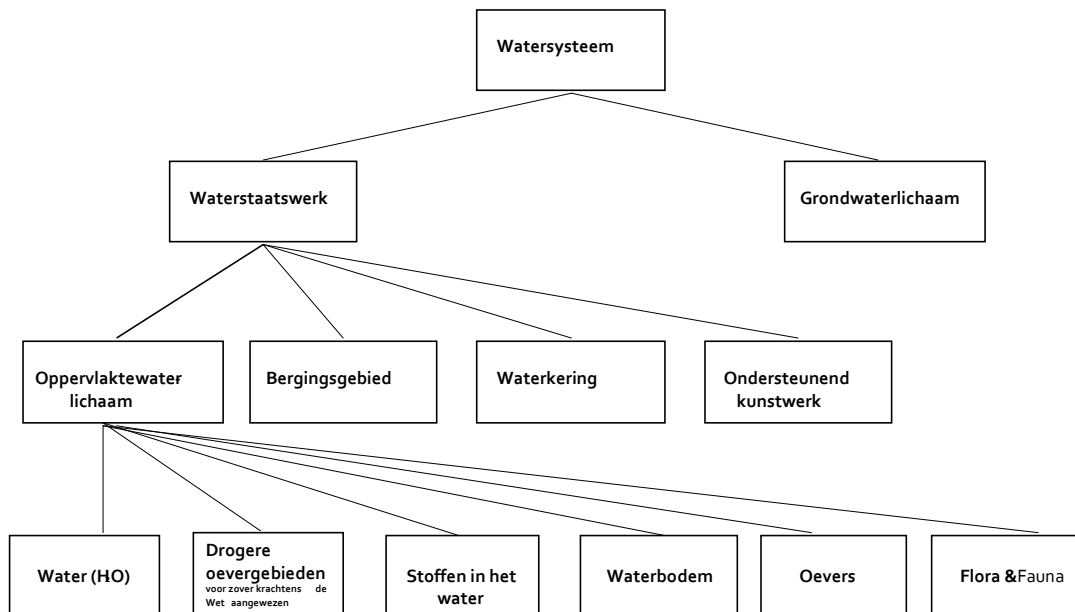 Watersysteem
Waterstaatswerk
Grondwaterlichaam
Oppervlaktewater-
lichaam
Bergingsgebied
Waterkering
Ondersteunend
kunstwerk
Water (H2O)
Drogere
oevergebieden
voor zover krachtens de
Wet aangewezen
Stoffen in het
water
Waterbodem
Oevers
Flora &Fauna